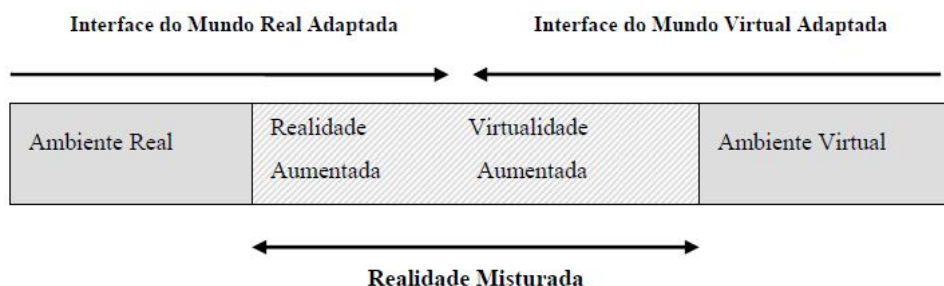 Interface do Mundo Real Adaptada
Interface do Mundo Virtual Adaptada
Ambiente Real
Realidade
Aumentada
Virtualidade
Aumentada
Ambiente Virtual
Realidade Misturada